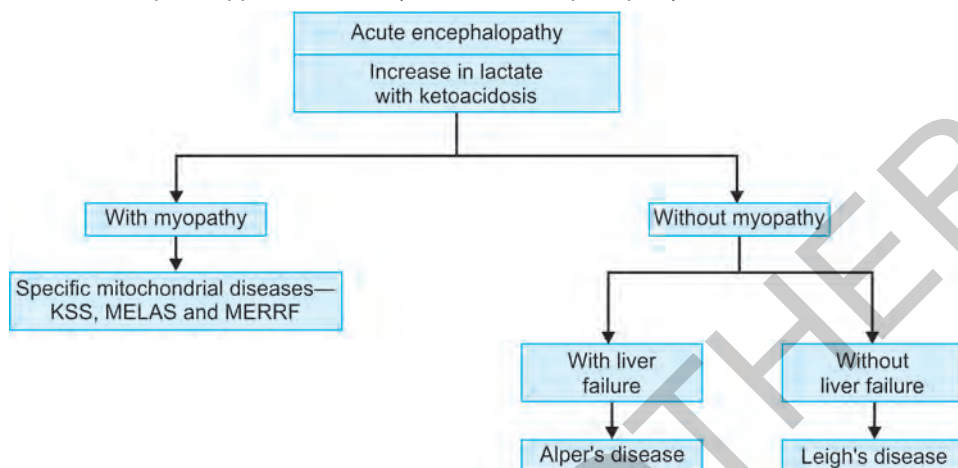 Acute encephalopathy
Increase in lactate
with ketoacidosis
With myopathy
Without myopathy
Specific mitochondrial diseases—
KSS, MELAS and MERRF
With liver
failure
Without
liver failure
Alper's disease
Leigh's disease